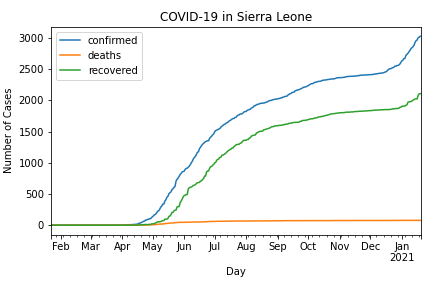 COVID-19 in Sierra Leone
confirmed
deaths
recovered
Number of Cases
3000
2500
2000
1500
1000
500
0
Feb Mar Apr May Jun Jul Aug Sep Oct Nov Dec Jan
2021
Day